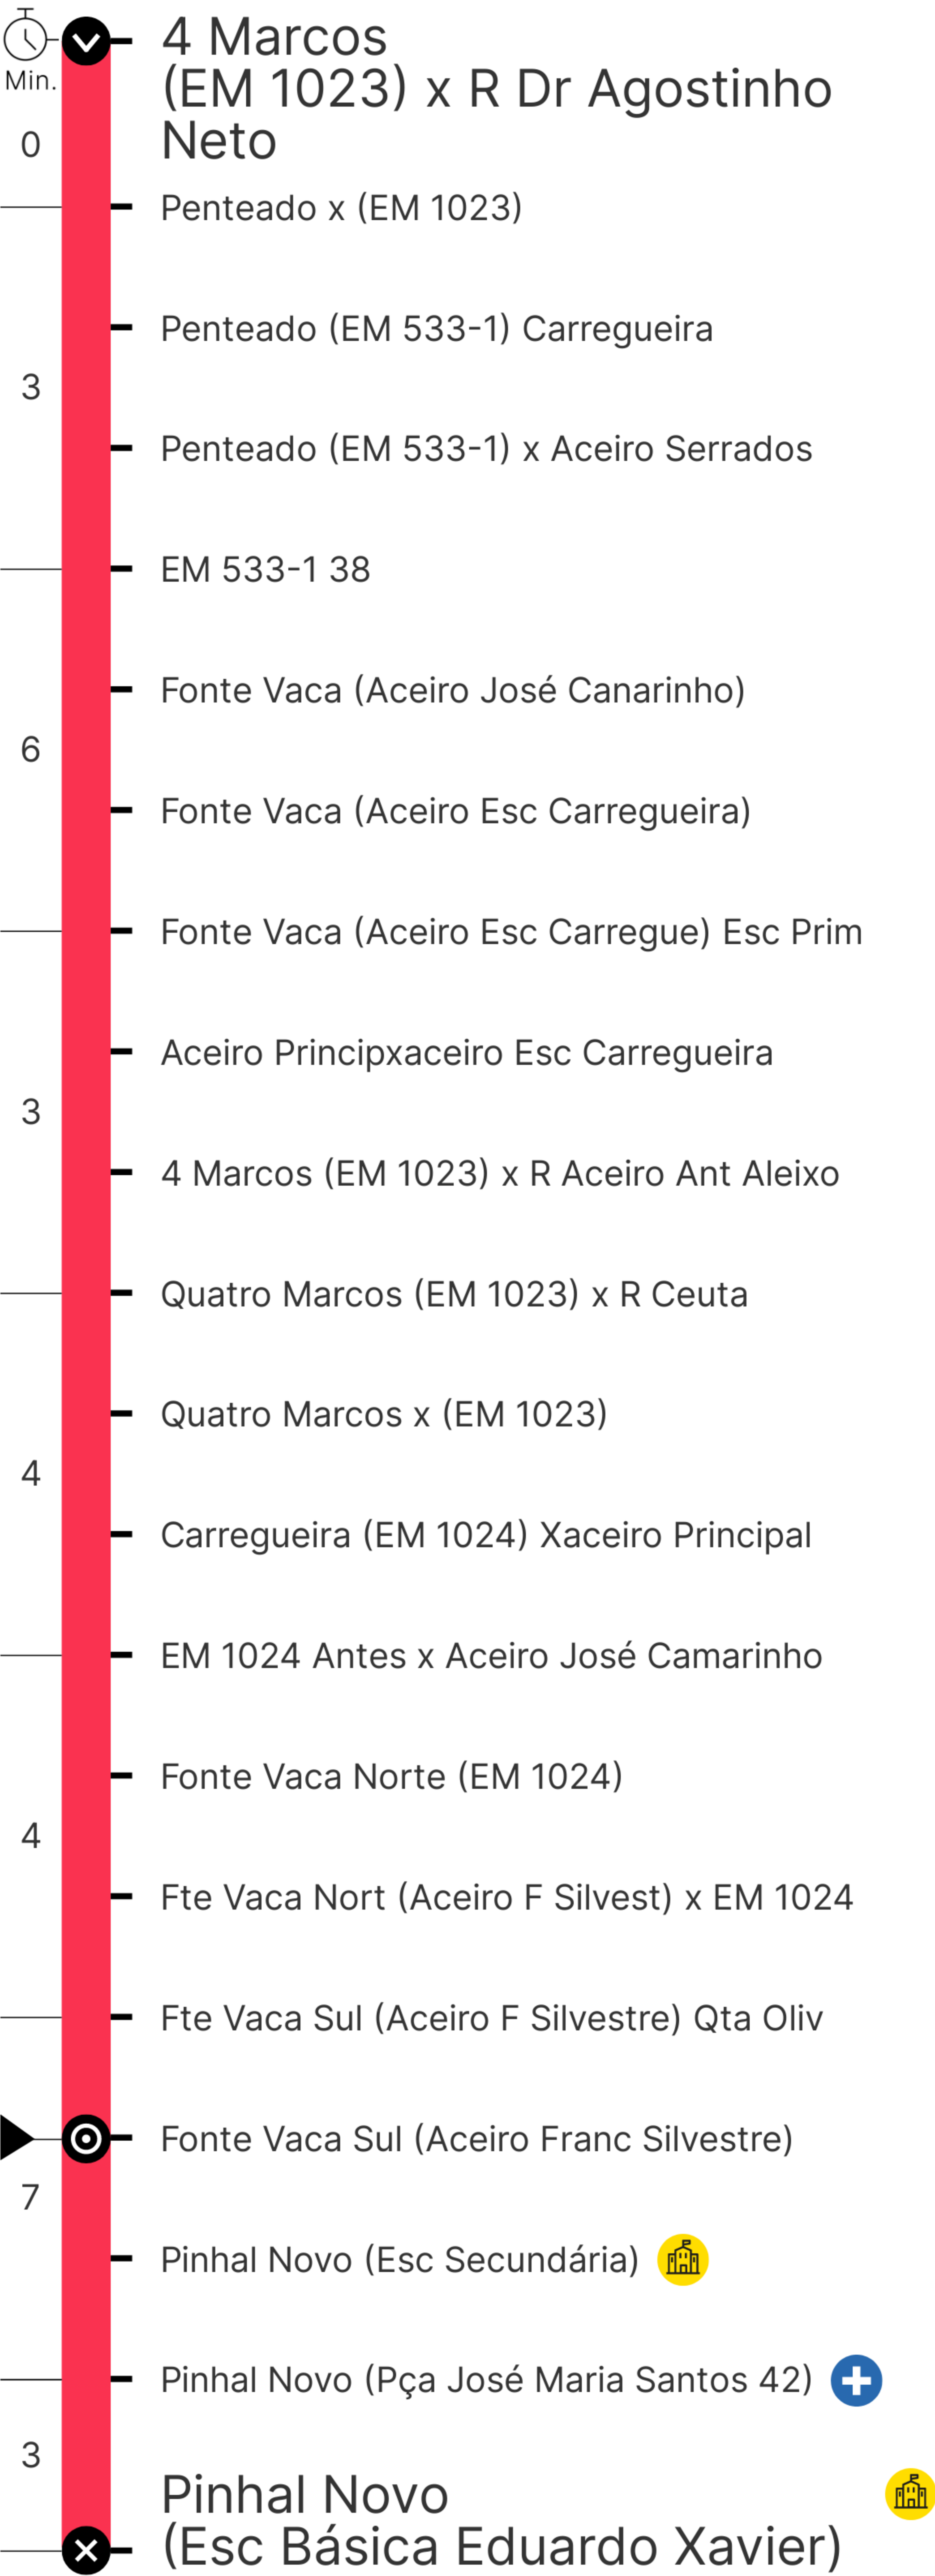 4 Marcos
Min.
(EM 1023) x R Dr Agostinho
0
Neto
Penteado x (EM 1023)
Penteado (EM 533-1) Carregueira
3
Penteado (EM 533-1) x Aceiro Serrados
EM 533-1 38
Fonte Vaca (Aceiro José Canarinho)
6
Fonte Vaca (Aceiro Esc Carregueira)
Fonte Vaca (Aceiro Esc Carregue) Esc Prim
Aceiro Principxaceiro Esc Carregueira
3
4 Marcos (EM 1023) x R Aceiro Ant Aleixo
Quatro Marcos (EM 1023) x R Ceuta
Quatro Marcos x (EM 1023)
4
Carregueira (EM 1024) Xaceiro Principal
EM 1024 Antes x Aceiro José Camarinho
Fonte Vaca Norte (EM 1024)
4
Fte Vaca Nort (Aceiro F Silvest) x EM 1024
Fte Vaca Sul (Aceiro F Silvestre) Qta Oliv
Fonte Vaca Sul (Aceiro Franc Silvestre)
7
Pinhal Novo (Esc Secundária)
Pinhal Novo (Pça José Maria Santos 42)
3
Pinhal Novo
(Esc Básica Eduardo Xavier)